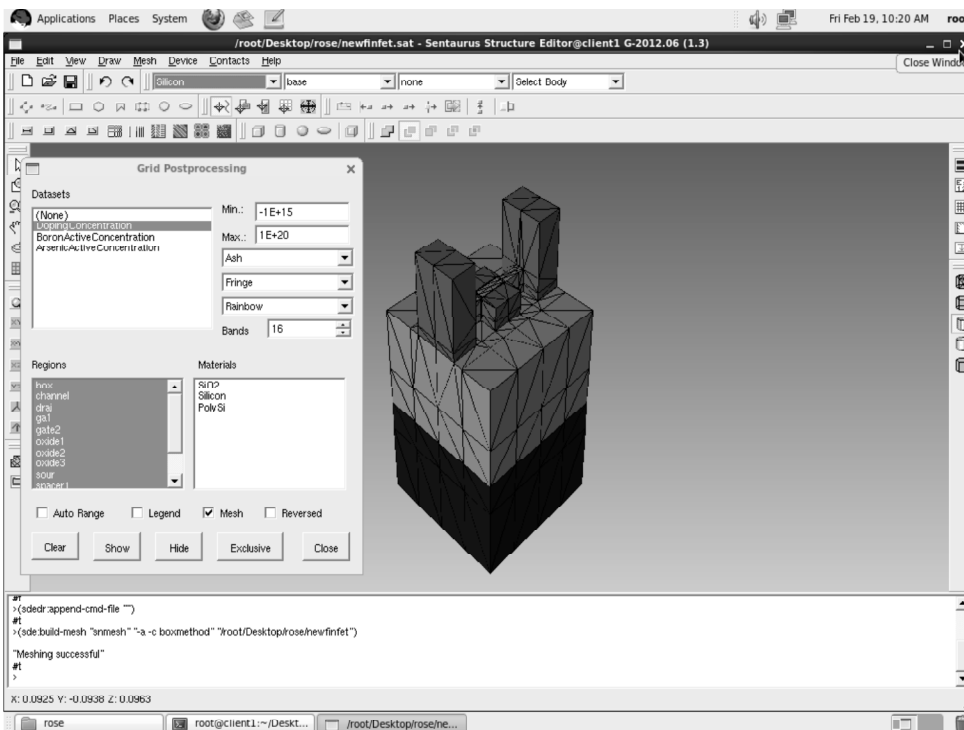 Applications Places System Fri Feb 19, 10:20 AM roo
/root/Desktop/rose/newfinfet.sat - Sentaurus Structure Editor@client1 G-2012.06 (1.3)
File Edit View Draw Mesh Device Contacts Help
Close Windo
Silicon base none Select Body
Grid Postprocessing
Datasets
(None)
DopingConcentration
BoronActiveConcentration
ArsenicActiveConcentration
Min.: -1E+15
Max.: 1E+20
Ash
Fringe
Rainbow
Bands 16
Regions
box
channel
drai
ga1
gate2
oxide1
oxide2
oxide3
sour
spacer1
Materials
SiO2
Silicon
PolySi
Auto Range Legend Mesh Reversed
Clear Show Hide Exclusive Close
#t
>(sdedr:append-cmd-file "")
#t
>(sde:build-mesh "snmesh" "-a -c boxmethod" "/root/Desktop/rose/newfinfet")
"Meshing successful"
#t
>
X: 0.0925 Y: -0.0938 Z: 0.0963
rose root@client1:~/Deskt... /root/Desktop/rose/ne...